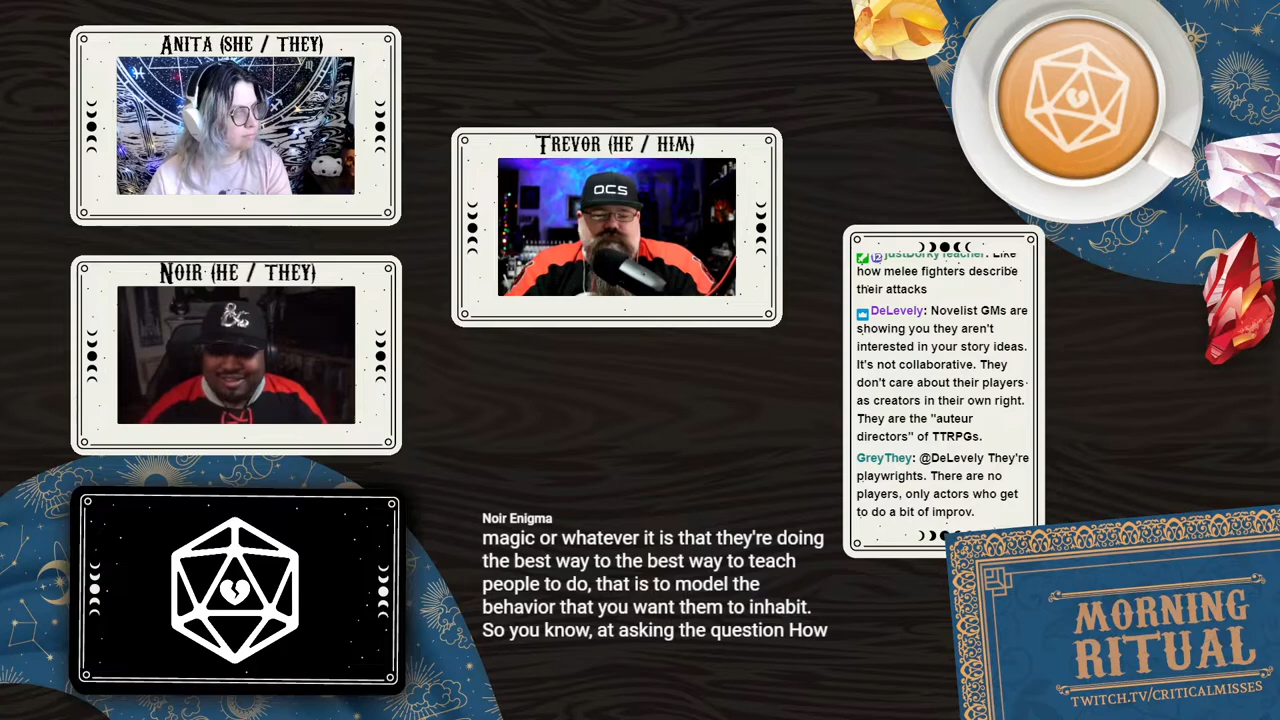 ANITA (SHE / THEY)
TREVOR (HE / HIM)
OCS
NOIR (HE / THEY)
justDorkyTeacher: Like
how melee fighters describe
their attacks
DeLevely: Novelist GMs are
showing you they aren't
interested in your story ideas.
It's not collaborative. They
don't care about their players
as creators in their own right.
They are the "auteur
directors" of TTRPGs.
GreyThey: @DeLevely They're
playwrights. There are no
players, only actors who get
to do a bit of improv.
Noir Enigma
magic or whatever it is that they're doing
the best way to the best way to teach
people to do, that is to model the
behavior that you want them to inhabit.
So you know, at asking the question How
MORNING
RITUAL
TWITCH.TV/CRITICALMISSES